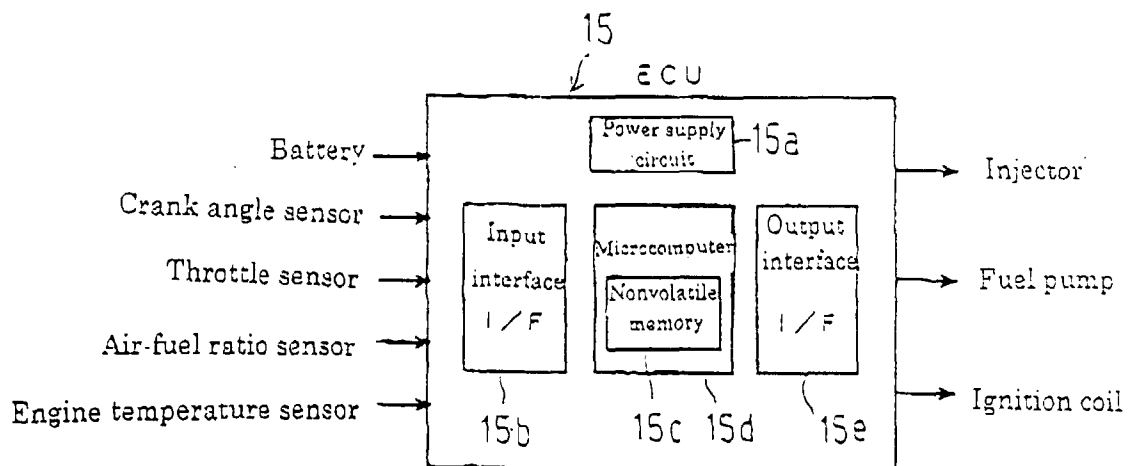 15
ECU
Power supply
circuit
15a
Battery
Crank angle sensor
Throttle sensor
Air-fuel ratio sensor
Engine temperature sensor
Input
interface
I/F
15b
Microcomputer
Nonvolatile
memory
15c
15d
Output
interface
I/F
15e
Injector
Fuel pump
Ignition coil